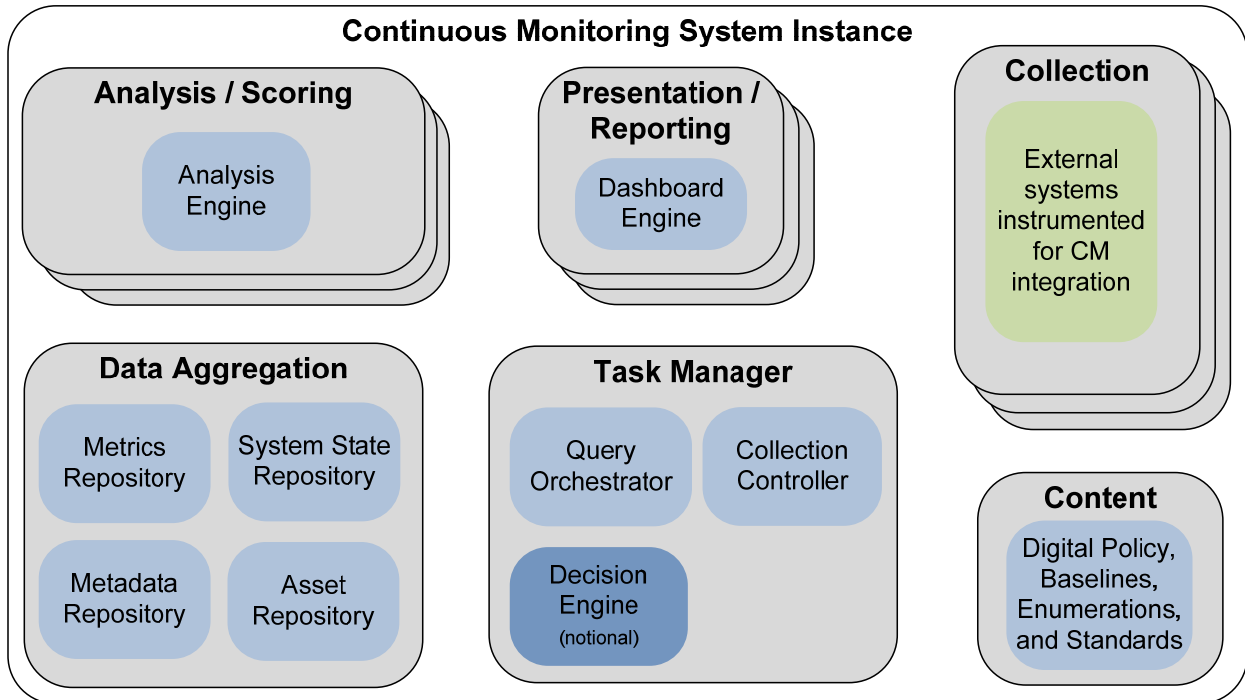 Continuous Monitoring System Instance
Analysis / Scoring
Analysis
Engine
Presentation /
Reporting
Dashboard
Engine
Collection
External
systems
instrumented
for CM
integration
Data Aggregation
Metrics
Repository
System State
Repository
Metadata
Repository
Asset
Repository
Task Manager
Query
Orchestrator
Collection
Controller
Decision
Engine
(notional)
Content
Digital Policy,
Baselines,
Enumerations,
and Standards